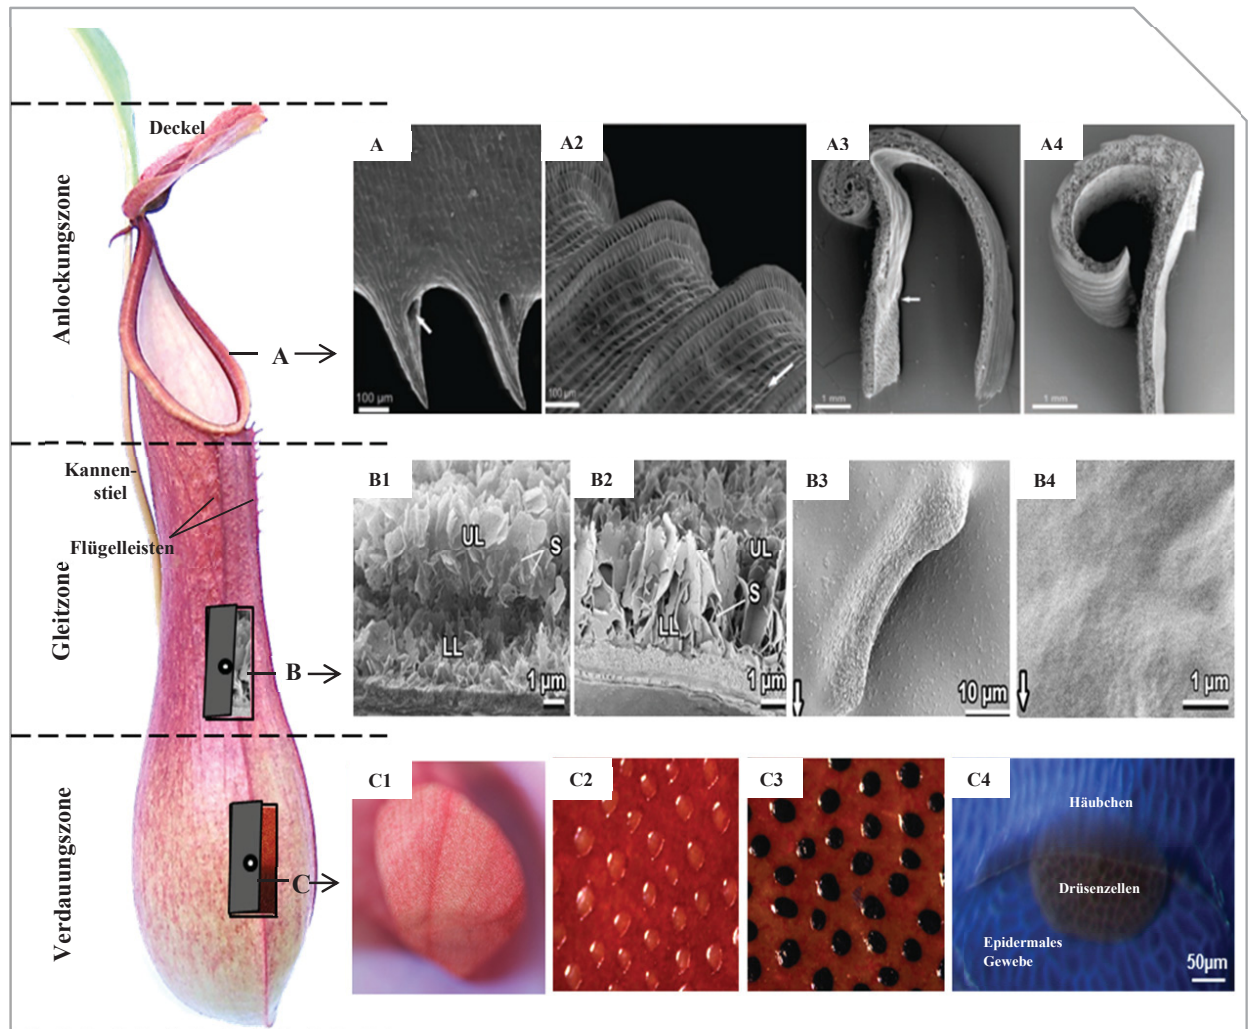 Deckel
Anlockungszone
A
A
A2
A3
A4
100 µm
100 µm
1 mm
1 mm
Kannen-
stiel
Flügelleisten
Gleitzone
B
B1
UL
S
LL
1 µm
B2
UL
S
LL
1 µm
B3
10 µm
B4
1 µm
Verdauungszone
C
C1
C2
C3
C4
Häubchen
Drüsenzellen
Epidermales
Gewebe
50µm